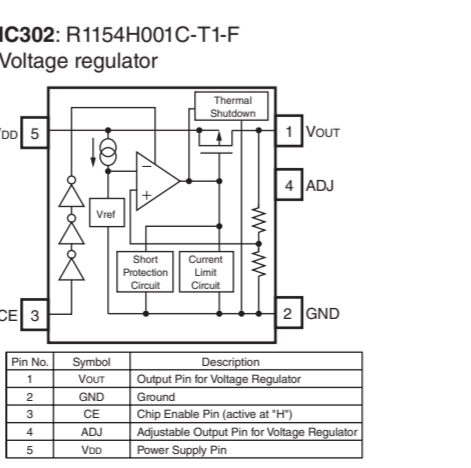 IC302: R1154H001C-T1-F
Voltage regulator
Thermal
Shutdown
VDD 5
1 VOUT
4 ADJ
Vref
Short
Protection
Circuit
Current
Limit
Circuit
CE 3
2 GND
Pin No. Symbol Description
1 VOUT Output Pin for Voltage Regulator
2 GND Ground
3 CE Chip Enable Pin (active at "H")
4 ADJ Adjustable Output Pin for Voltage Regulator
5 VDD Power Supply Pin